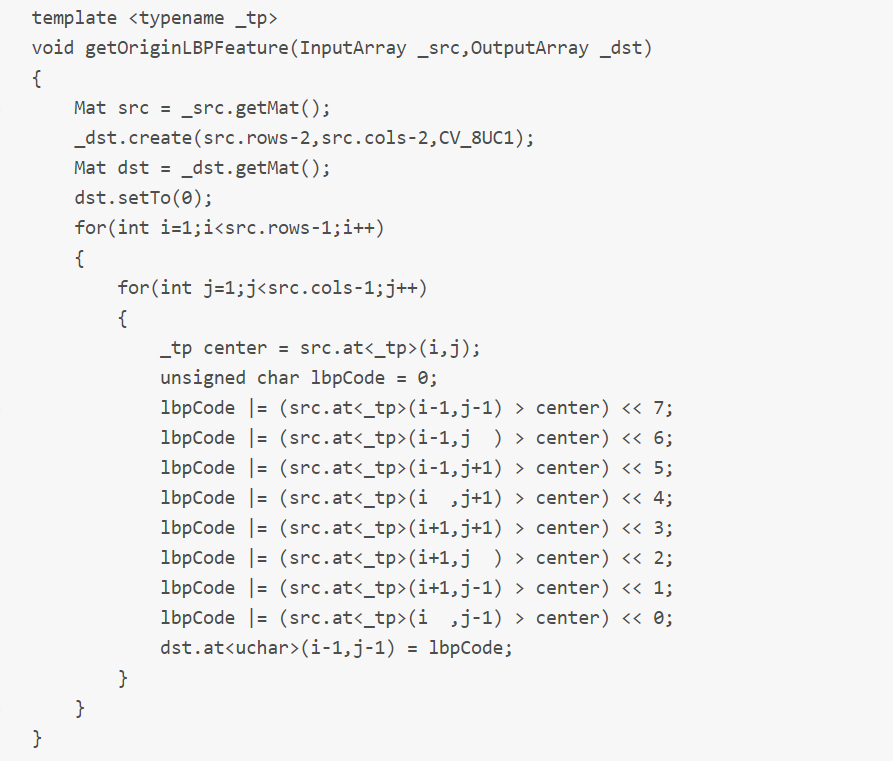 template <typename _tp>
void getOriginLBPFeature(InputArray _src,OutputArray _dst)
{
    Mat src = _src.getMat();
    _dst.create(src.rows-2,src.cols-2,CV_8UC1);
    Mat dst = _dst.getMat();
    dst.setTo(0);
    for(int i=1;i<src.rows-1;i++)
    {
        for(int j=1;j<src.cols-1;j++)
        {
            _tp center = src.at<_tp>(i,j);
            unsigned char lbpCode = 0;
            lbpCode |= (src.at<_tp>(i-1,j-1) > center) << 7;
            lbpCode |= (src.at<_tp>(i-1,j  ) > center) << 6;
            lbpCode |= (src.at<_tp>(i-1,j+1) > center) << 5;
            lbpCode |= (src.at<_tp>(i  ,j+1) > center) << 4;
            lbpCode |= (src.at<_tp>(i+1,j+1) > center) << 3;
            lbpCode |= (src.at<_tp>(i+1,j  ) > center) << 2;
            lbpCode |= (src.at<_tp>(i+1,j-1) > center) << 1;
            lbpCode |= (src.at<_tp>(i  ,j-1) > center) << 0;
            dst.at<uchar>(i-1,j-1) = lbpCode;
        }
    }
}